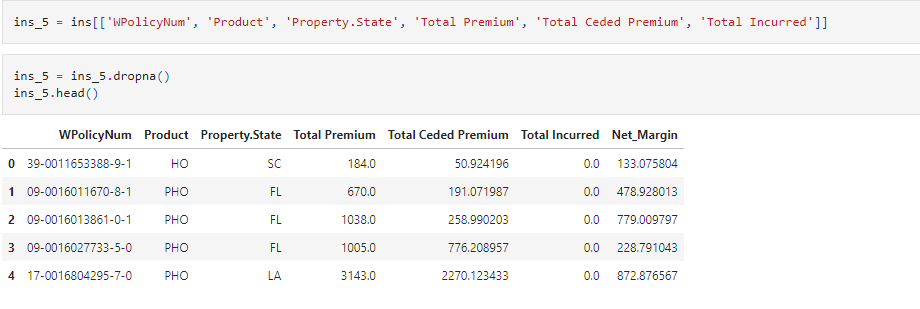 ins_5 = ins[['WPolicyNum', 'Product', 'Property.State', 'Total Premium', 'Total Ceded Premium', 'Total Incurred']]
ins_5 = ins_5.dropna()
ins_5.head()
WPolicyNum Product Property.State Total Premium Total Ceded Premium Total Incurred Net_Margin
0 39-0011653388-9-1 HO SC 184.0 50.924196 0.0 133.075804
1 09-0016011670-8-1 PHO FL 670.0 191.071987 0.0 478.928013
2 09-0016013861-0-1 PHO FL 1038.0 258.990203 0.0 779.009797
3 09-0016027733-5-0 PHO FL 1005.0 776.208957 0.0 228.791043
4 17-0016804295-7-0 PHO LA 3143.0 2270.123433 0.0 872.876567